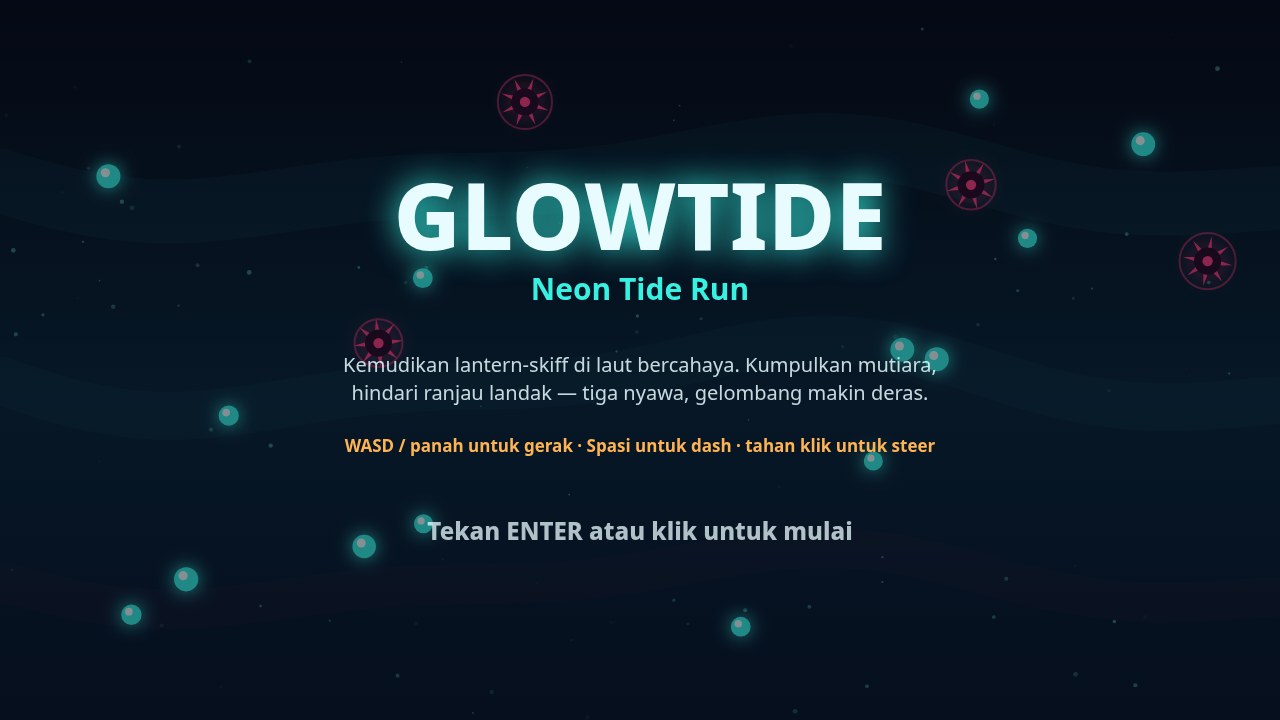 GLOWTIDE
Neon Tide Run
Kemudikan lantern-skiff di laut bercahaya. Kumpulkan mutiara,
hindari ranjau landak — tiga nyawa, gelombang makin deras.
WASD / panah untuk gerak · Spasi untuk dash · tahan klik untuk steer
Tekan ENTER atau klik untuk mulai